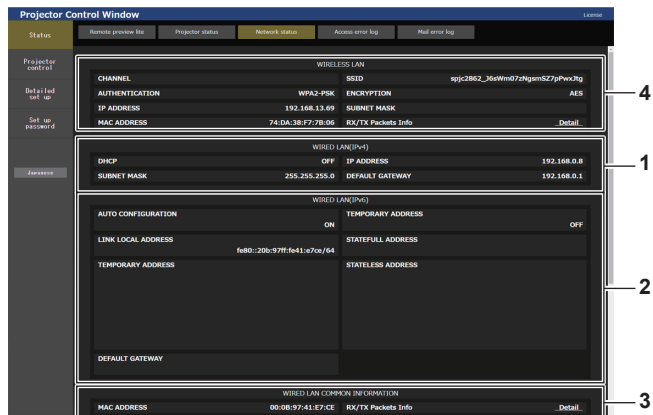 Projector Control Window
License
Status
Remote preview lite
Projector status
Network status
Access error log
Mail error log
Projector
control
Detailed
set up
Set up
password
Japanese
WIRELESS LAN
CHANNEL
SSID spjc2862_J6sWm07zNgsmSZ7pPwxJtg
AUTHENTICATION WPA2-PSK ENCRYPTION AES
IP ADDRESS 192.168.13.69 SUBNET MASK
MAC ADDRESS 74:DA:38:F7:7B:06 RX/TX Packets Info Detail
4
WIRED LAN(IPv4)
DHCP OFF IP ADDRESS 192.168.0.8
SUBNET MASK 255.255.255.0 DEFAULT GATEWAY 192.168.0.1
1
WIRED LAN(IPv6)
AUTO CONFIGURATION TEMPORARY ADDRESS
ON OFF
LINK LOCAL ADDRESS STATEFULL ADDRESS
fe80::20b:97ff:fe41:e7ce/64
TEMPORARY ADDRESS STATELESS ADDRESS
2
DEFAULT GATEWAY
WIRED LAN COMMON INFORMATION
MAC ADDRESS 00:0B:97:41:E7:CE RX/TX Packets Info Detail
3